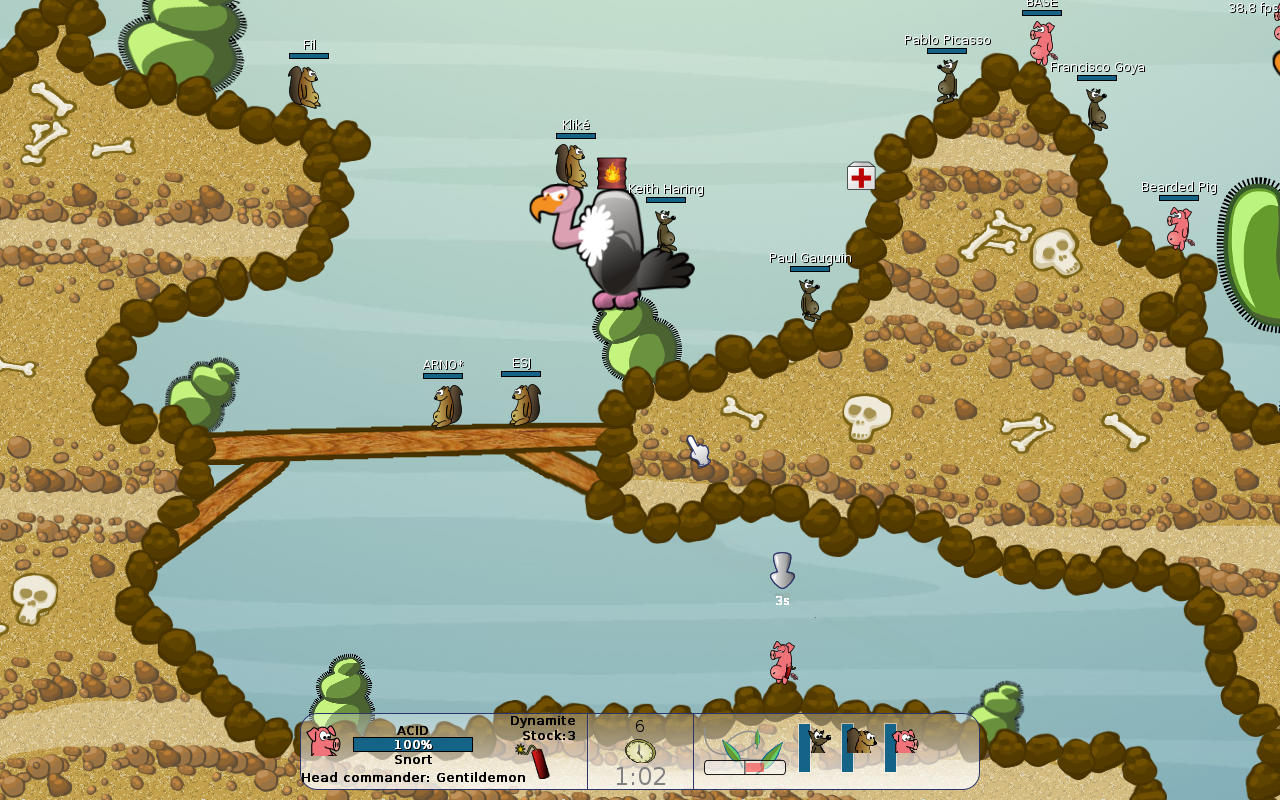 BASE
38,8 fps
Fil
Pablo Picasso
Francisco Goya
Kliké
Keith Haring
Bearded Pig
Paul Gauguin
ARNO*
ESJ
3s
ACID
100%
Snort
Head commander: Gentildemon
Dynamite
Stock:3
6
1:02